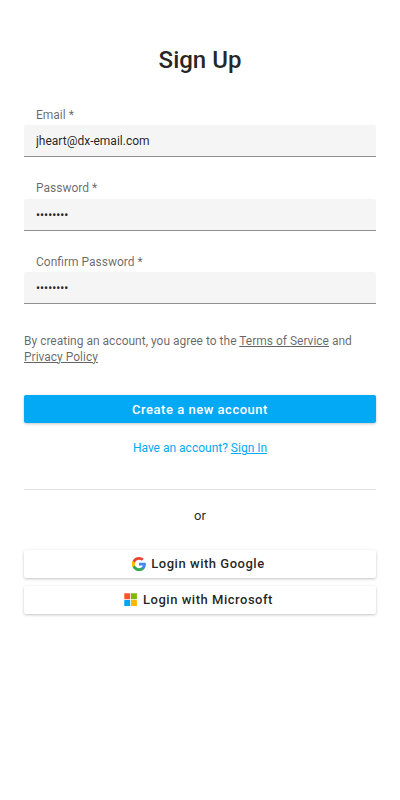 Sign Up
Email *
jheart@dx-email.com
Password *
••••••••
Confirm Password *
••••••••
By creating an account, you agree to the Terms of Service and
Privacy Policy
Create a new account
Have an account? Sign In
or
Login with Google
Login with Microsoft